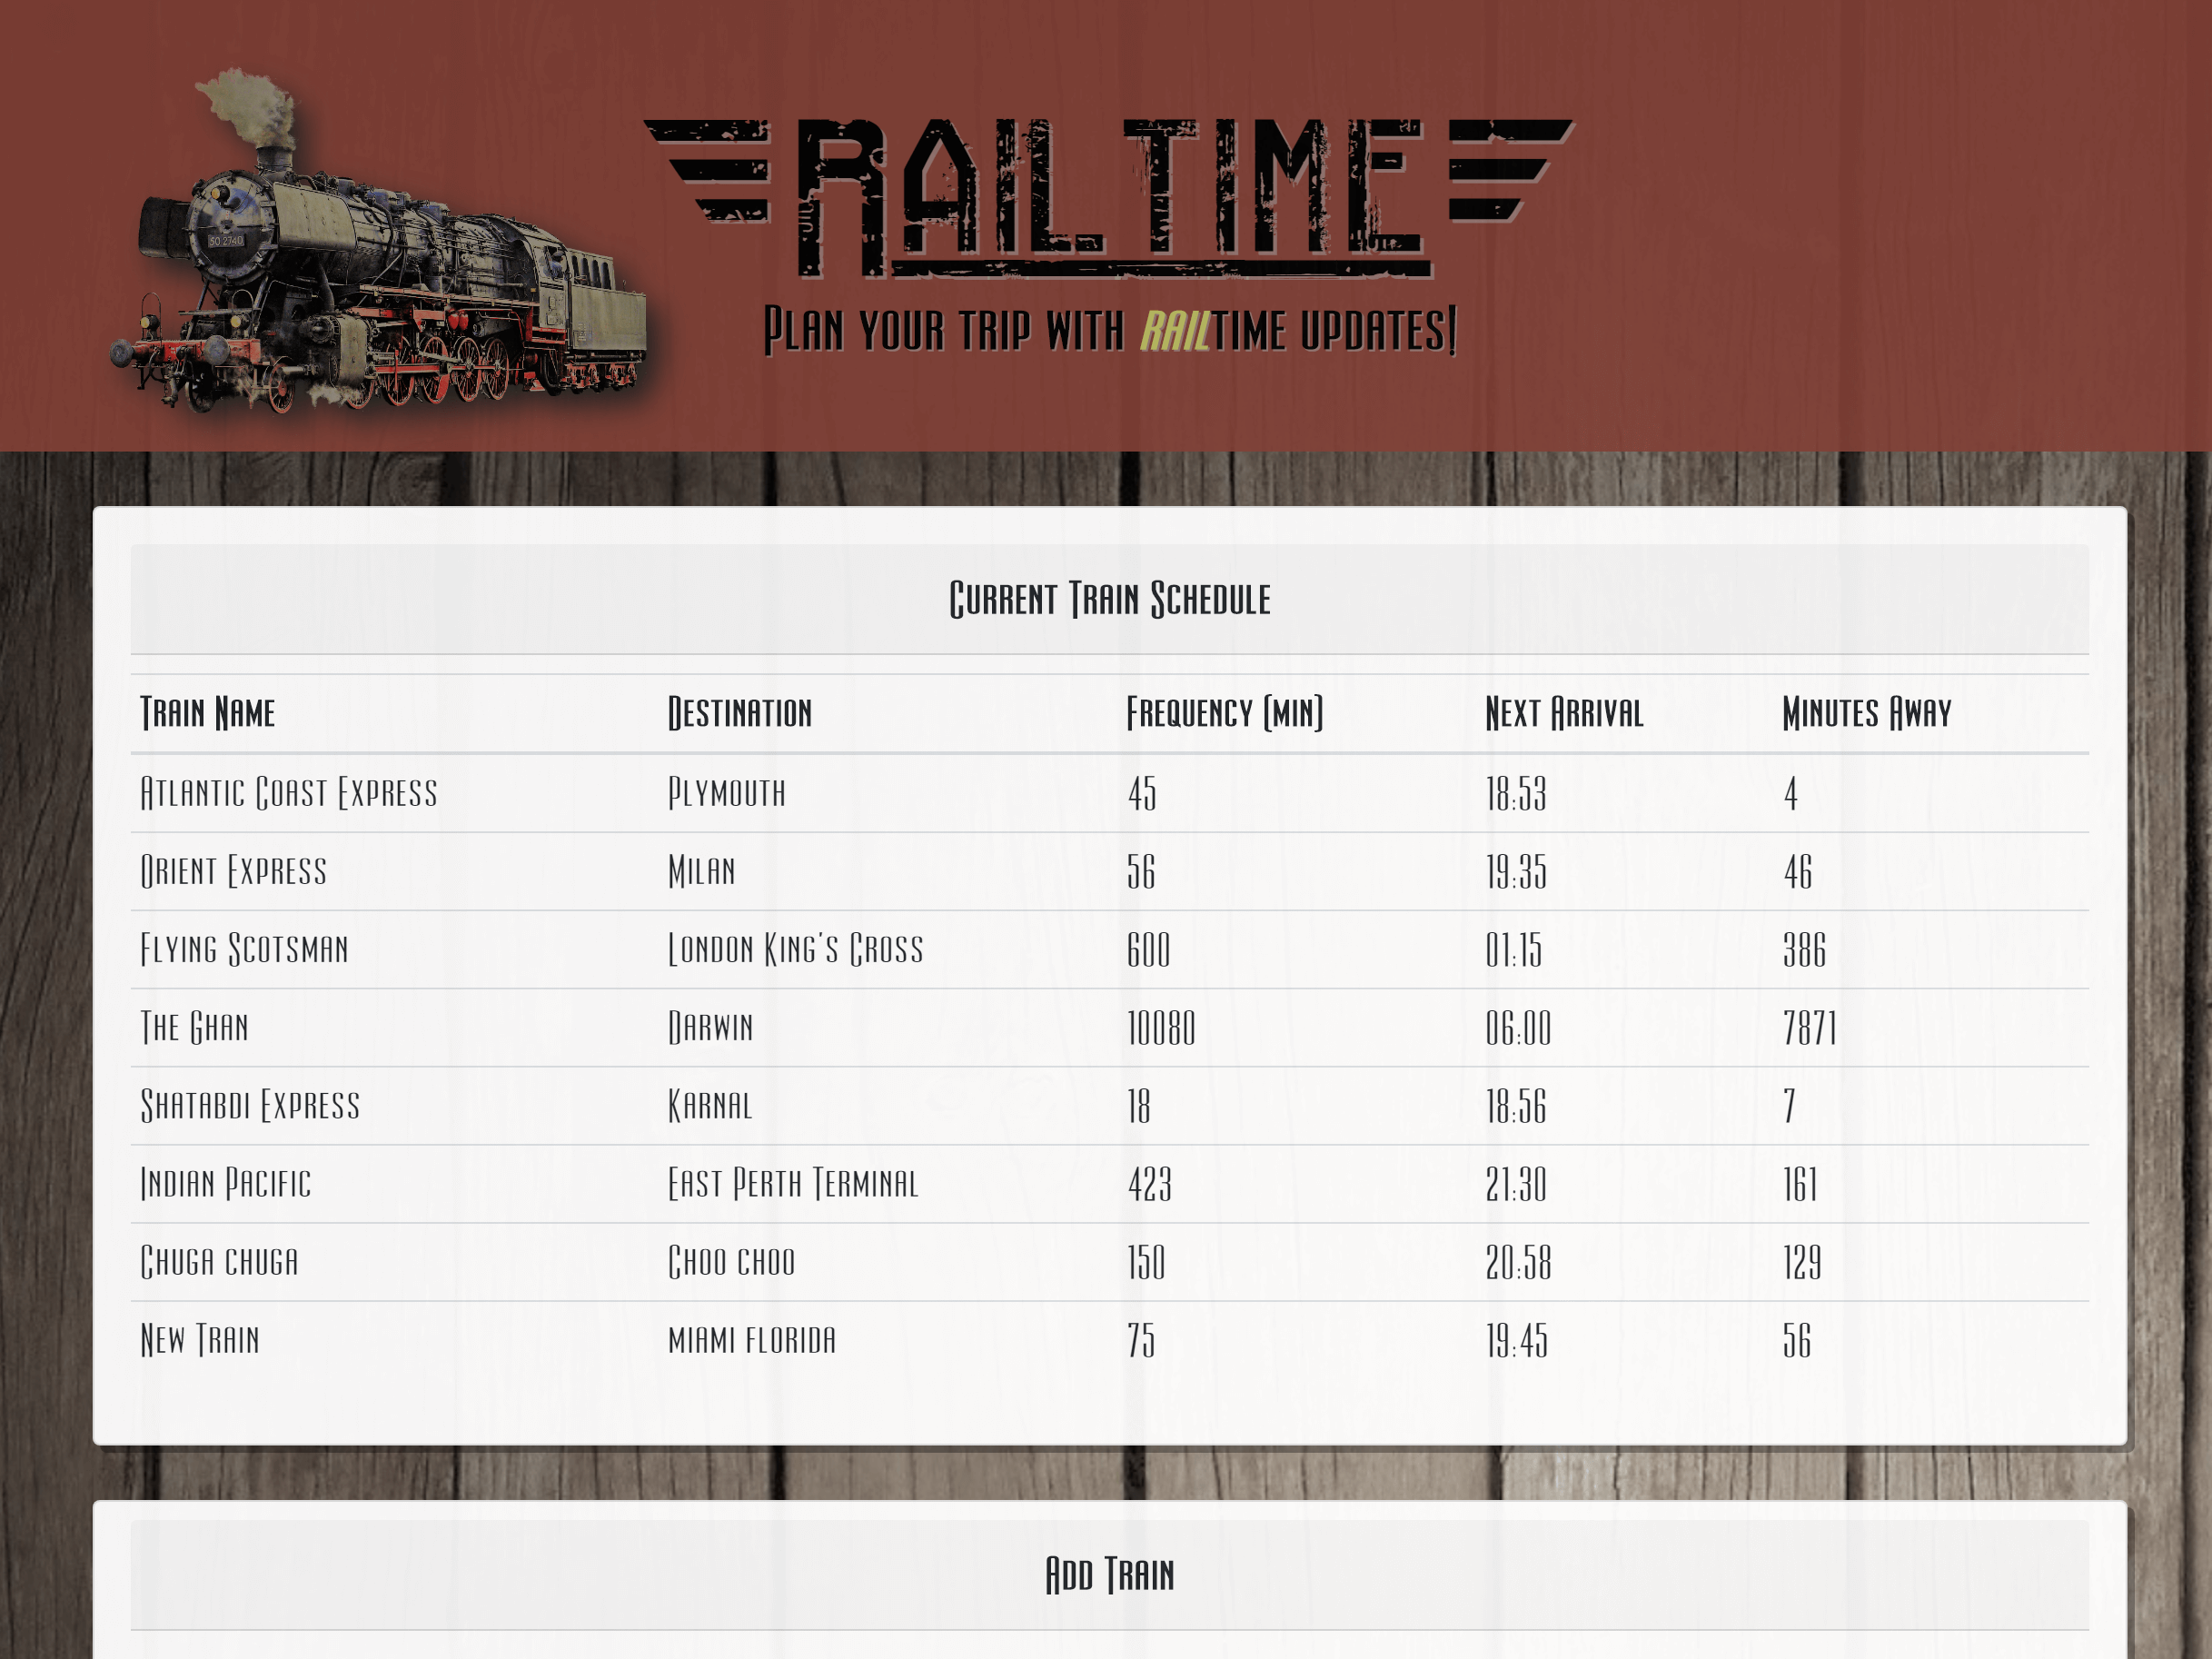 RAIL TIME
Plan your trip with RAILtime updates!
50 2740
Current Train Schedule
Train Name Destination Frequency (min) Next Arrival Minutes Away
Atlantic Coast Express Plymouth 45 18:53 4
Orient Express Milan 56 19:35 46
Flying Scotsman London King's Cross 600 01:15 386
The Ghan Darwin 10080 06:00 7871
Shatabdi Express Karnal 18 18:56 7
Indian Pacific East Perth Terminal 423 21:30 161
Chuga chuga Choo choo 150 20:58 129
New Train miami florida 75 19:45 56
Add Train